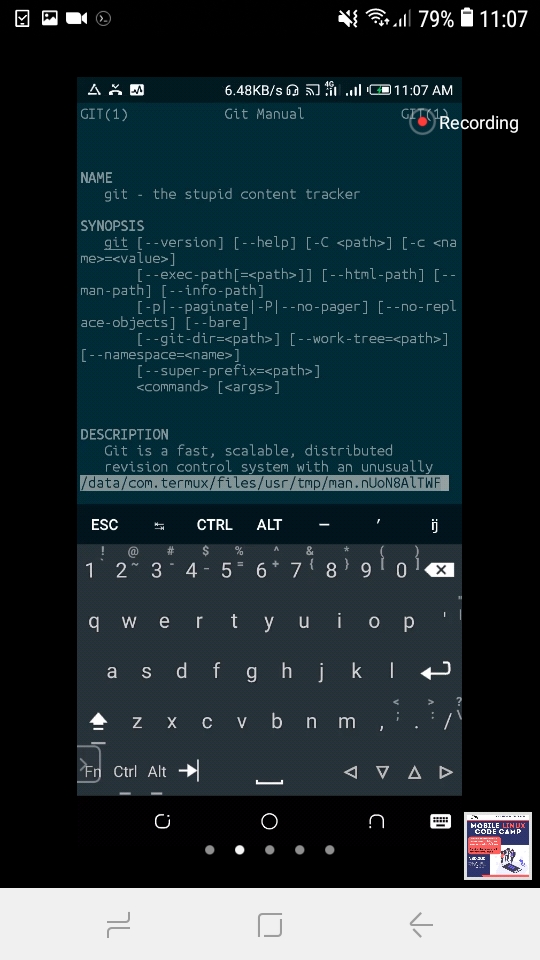 79% 11:07
6.48KB/s 4G 11:07 AM
GIT(1) Git Manual GIT(1)
Recording
NAME
git - the stupid content tracker
SYNOPSIS
git [--version] [--help] [-C <path>] [-c <na
me>=<value>]
[--exec-path[=<path>]] [--html-path] [--
man-path] [--info-path]
[-p|--paginate|-P|--no-pager] [--no-repl
ace-objects] [--bare]
[--git-dir=<path>] [--work-tree=<path>]
[--namespace=<name>]
[--super-prefix=<path>]
<command> [<args>]
DESCRIPTION
Git is a fast, scalable, distributed
revision control system with an unusually
/data/com.termux/files/usr/tmp/man.nUoN8AlTWF
ESC CTRL ALT — ʼ ij
! @ # $ % ^ & * ( )
1 ` 2 ~ 3 - 4 _ 5 = 6 + 7 { 8 } 9 [ 0 ]
q w e r t y u i o p ' " |
a s d f g h j k l
< > ?
z x c v b n m , ; . : / \
Fn Ctrl Alt
MOBILE LINUX
CODE CAMP